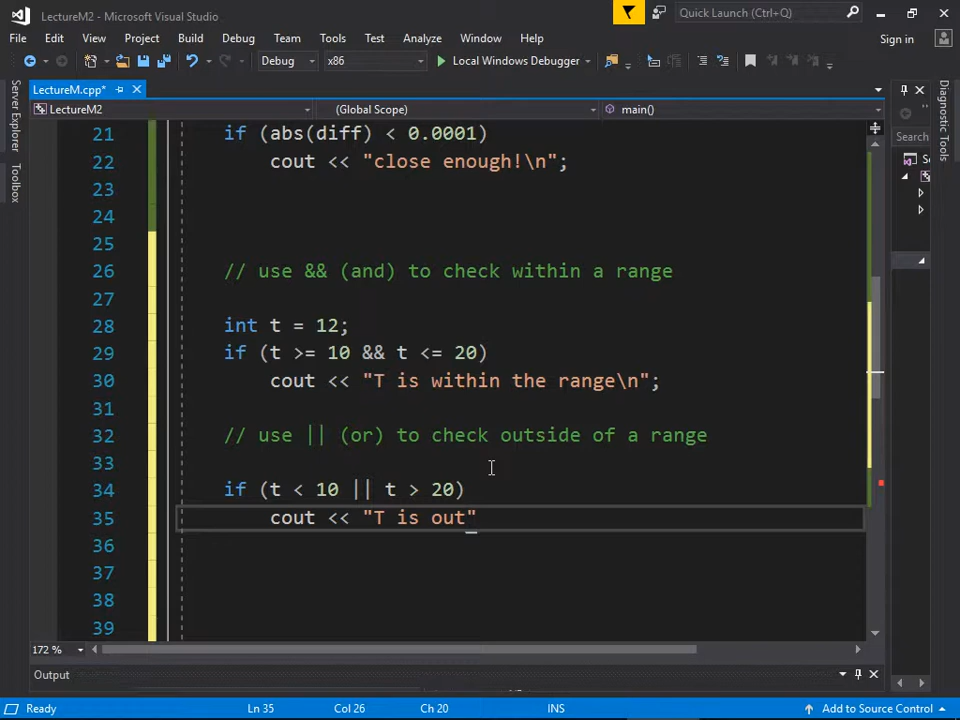 LectureM2 - Microsoft Visual Studio
Quick Launch (Ctrl+Q)
File Edit View Project Build Debug Team Tools Test Analyze Window Help Sign in
Debug x86 Local Windows Debugger
LectureM.cpp*
LectureM2 (Global Scope) main()
Server Explorer
Toolbox
Diagnostic Tools
Search
21 if (abs(diff) < 0.0001)
22 cout << "close enough!\n";
23
24
25
26 // use && (and) to check within a range
27
28 int t = 12;
29 if (t >= 10 && t <= 20)
30 cout << "T is within the range\n";
31
32 // use || (or) to check outside of a range
33
34 if (t < 10 || t > 20)
35 cout << "T is out"
36
37
38
39
172 %
Output
Ready Ln 35 Col 26 Ch 20 INS Add to Source Control